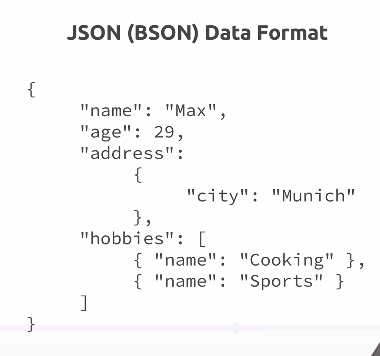 JSON (BSON) Data Format
{
"name": "Max",
"age": 29,
"address":
{
"city": "Munich"
},
"hobbies": [
{ "name": "Cooking" },
{ "name": "Sports" }
]
}